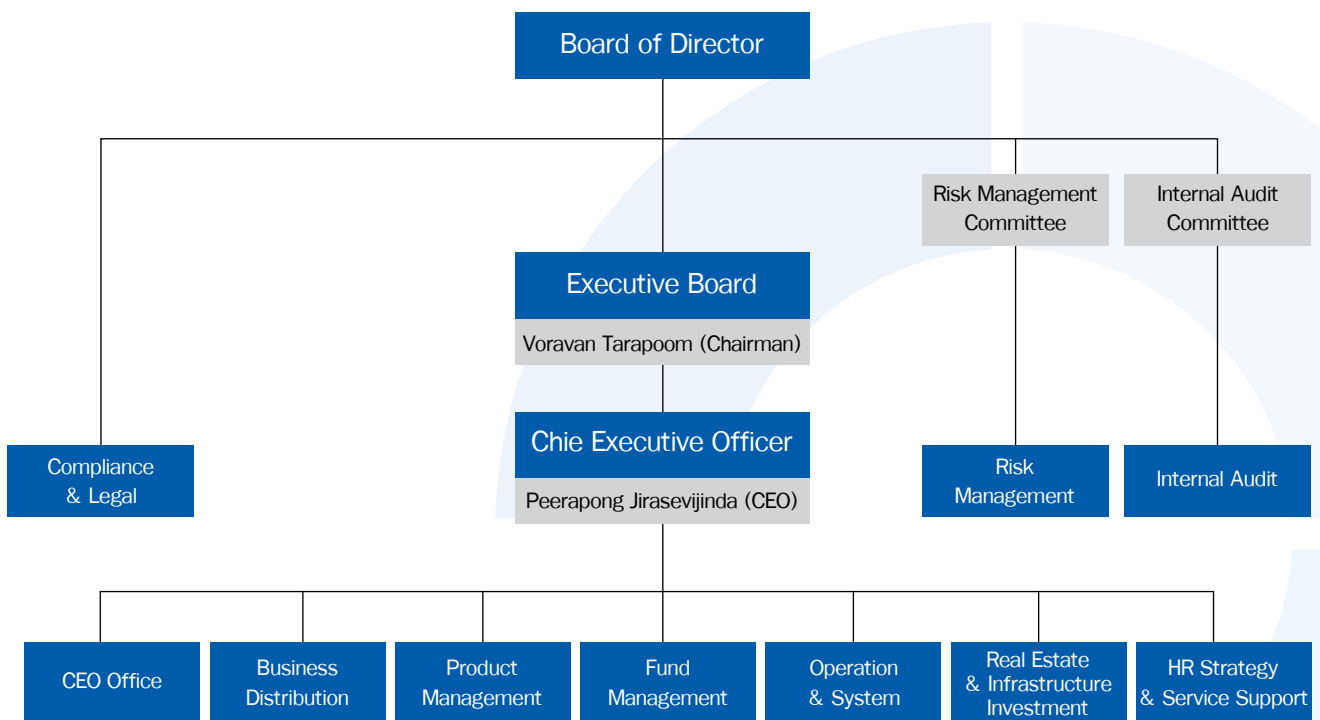 Board of Director
Risk Management
Committee
Internal Audit
Committee
Executive Board
Voravan Tarapoom (Chairman)
Chie Executive Officer
Peerapong Jirasevijinda (CEO)
Compliance
& Legal
Risk
Management
Internal Audit
CEO Office
Business
Distribution
Product
Management
Fund
Management
Operation
& System
Real Estate
& Infrastructure
Investment
HR Strategy
& Service Support